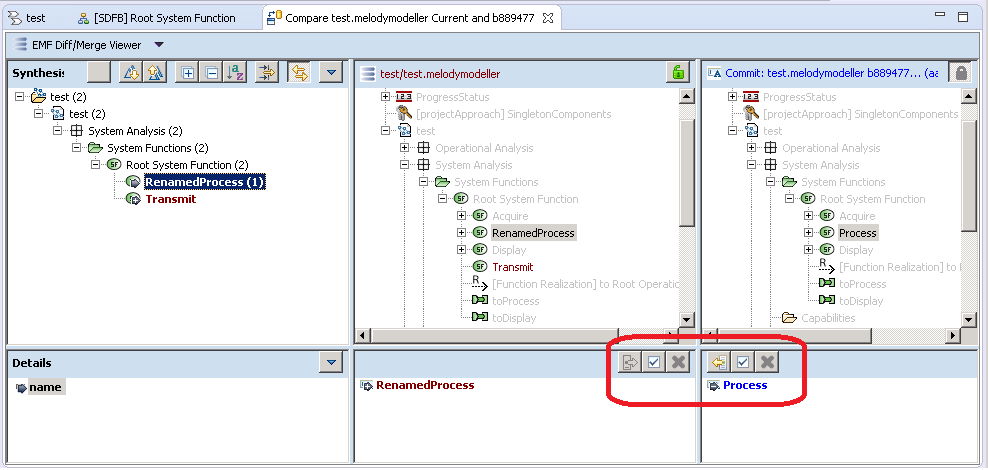 test
[SDFB] Root System Function
Compare test.melodymodeller Current and b889477
EMF Diff/Merge Viewer
Synthesis
test/test.melodymodeller
Commit: test.melodymodeller b889477... (aa
test (2)
test (2)
System Analysis (2)
System Functions (2)
Root System Function (2)
RenamedProcess (1)
Transmit
ProgressStatus
[projectApproach] SingletonComponents
test
Operational Analysis
System Analysis
System Functions
Root System Function
Acquire
RenamedProcess
Display
Transmit
[Function Realization] to Root Operatio
toProcess
toDisplay
ProgressStatus
[projectApproach] SingletonComponents
test
Operational Analysis
System Analysis
System Functions
Root System Function
Acquire
Process
Display
[Function Realization] to
toProcess
toDisplay
Capabilities
Details
name
RenamedProcess
Process